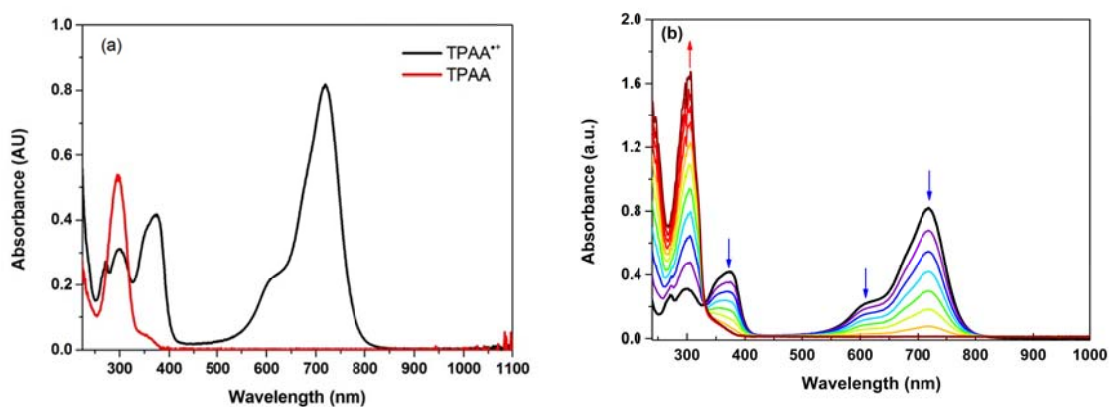 (a)
TPAA•+
TPAA
1.0
0.8
0.6
0.4
0.2
0.0
Absorbance (AU)
300 400 500 600 700 800 900 1000 1100
Wavelength (nm)
(b)
2.0
1.6
1.2
0.8
0.4
0.0
Absorbance (a.u.)
300 400 500 600 700 800 900 1000
Wavelength (nm)